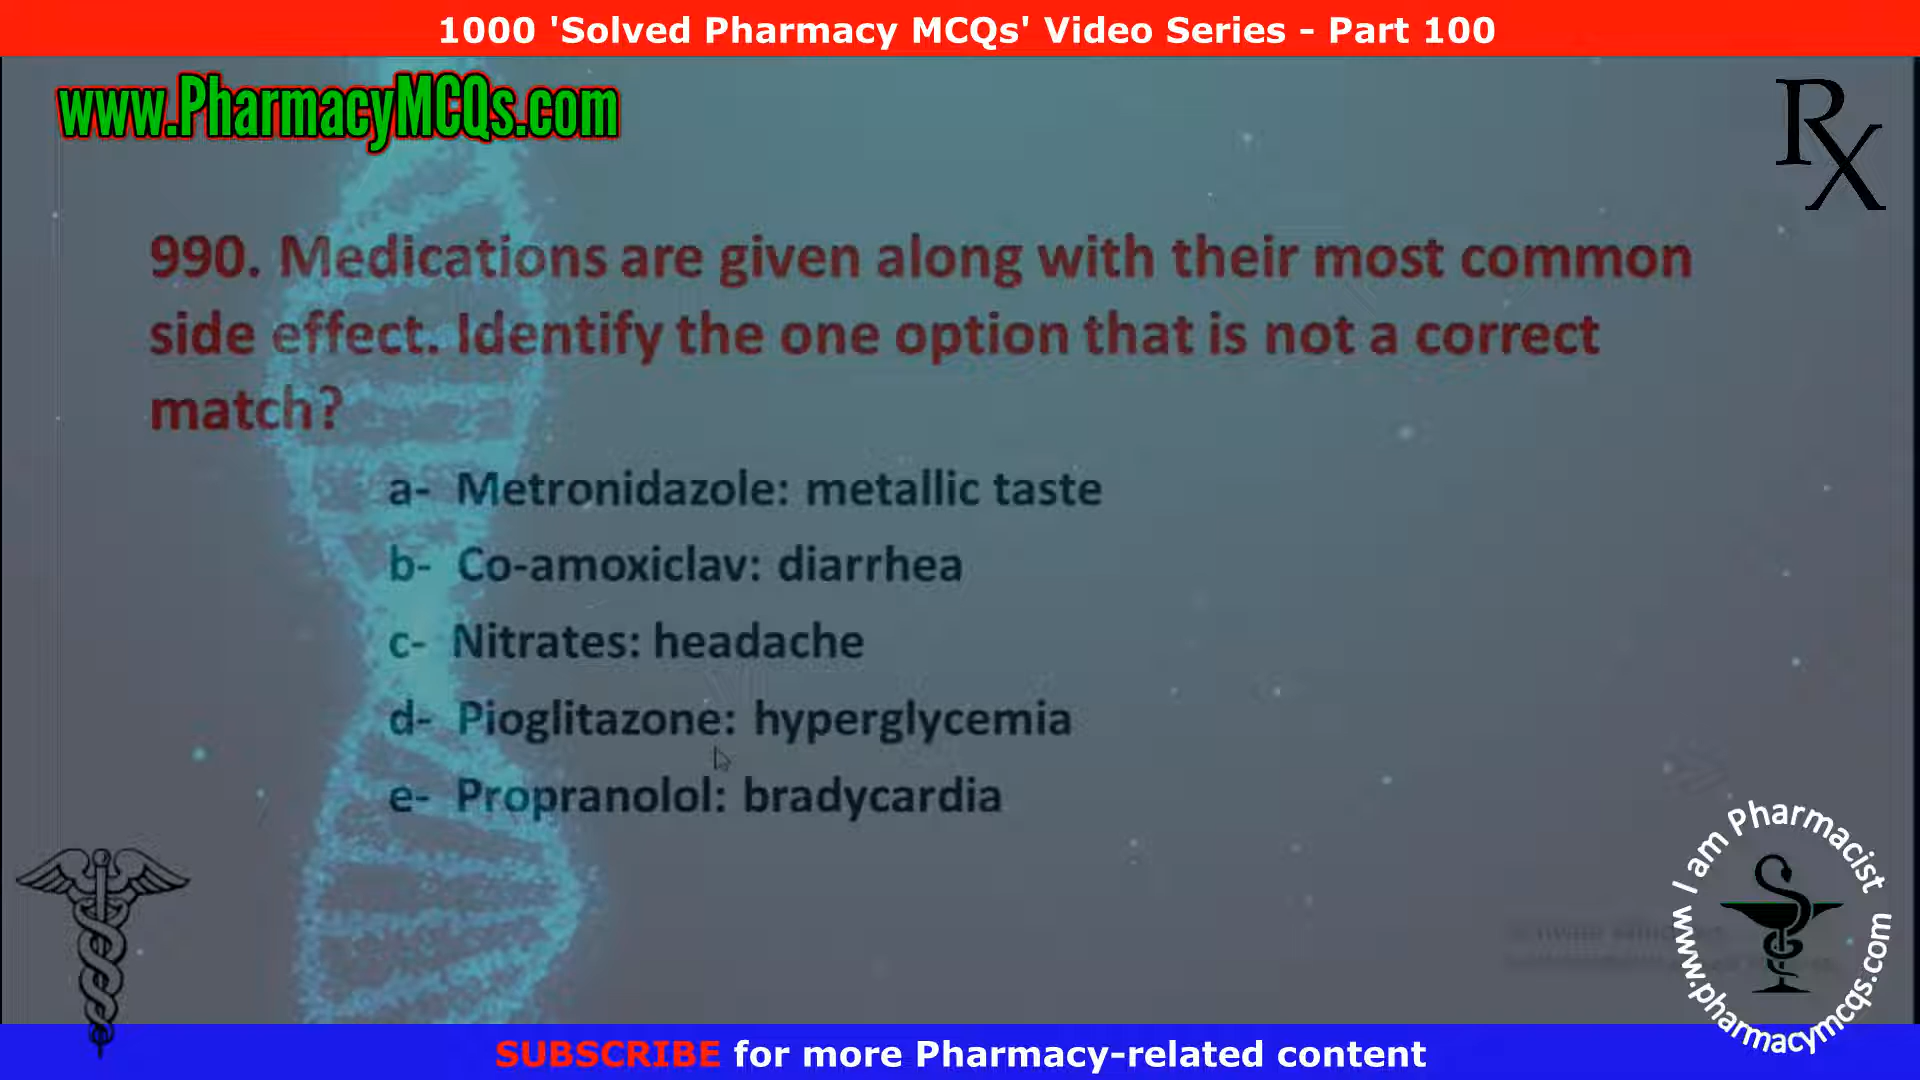 1000 'Solved Pharmacy MCQs' Video Series - Part 100
www.PharmacyMCQs.com
Rx
990. Medications are given along with their most common
side effect. Identify the one option that is not a correct
match?
a- Metronidazole: metallic taste
b- Co-amoxiclav: diarrhea
c- Nitrates: headache
d- Pioglitazone: hyperglycemia
e- Propranolol: bradycardia
I am Pharmacist
www.pharmacymcqs.com
SUBSCRIBE for more Pharmacy-related content